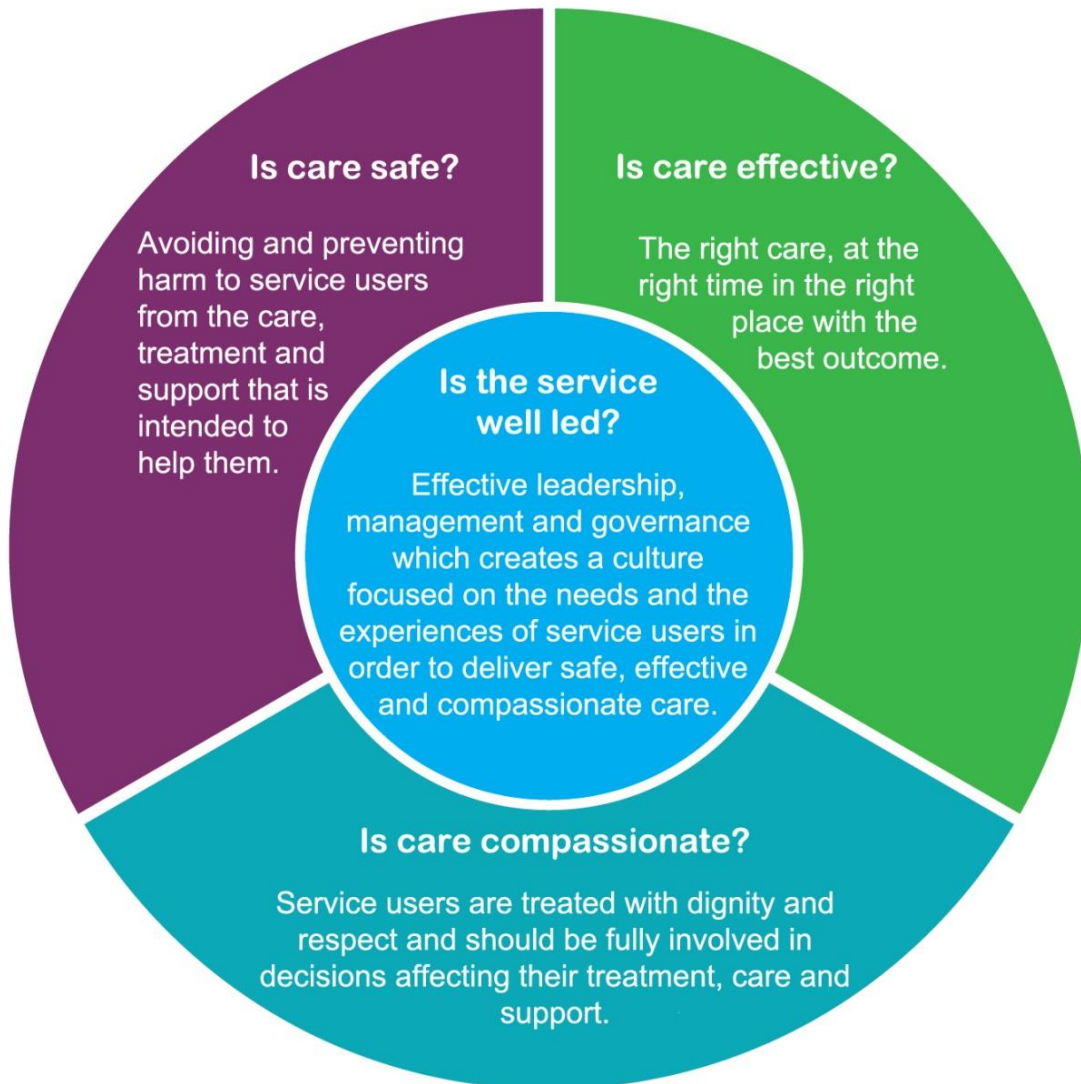 Is care safe?
Avoiding and preventing
harm to service users
from the care,
treatment and
support that is
intended to
help them.
Is care effective?
The right care, at the
right time in the right
place with the
best outcome.
Is the service
well led?
Effective leadership,
management and governance
which creates a culture
focused on the needs and the
experiences of service users in
order to deliver safe, effective
and compassionate care.
Is care compassionate?
Service users are treated with dignity and
respect and should be fully involved in
decisions affecting their treatment, care and
support.